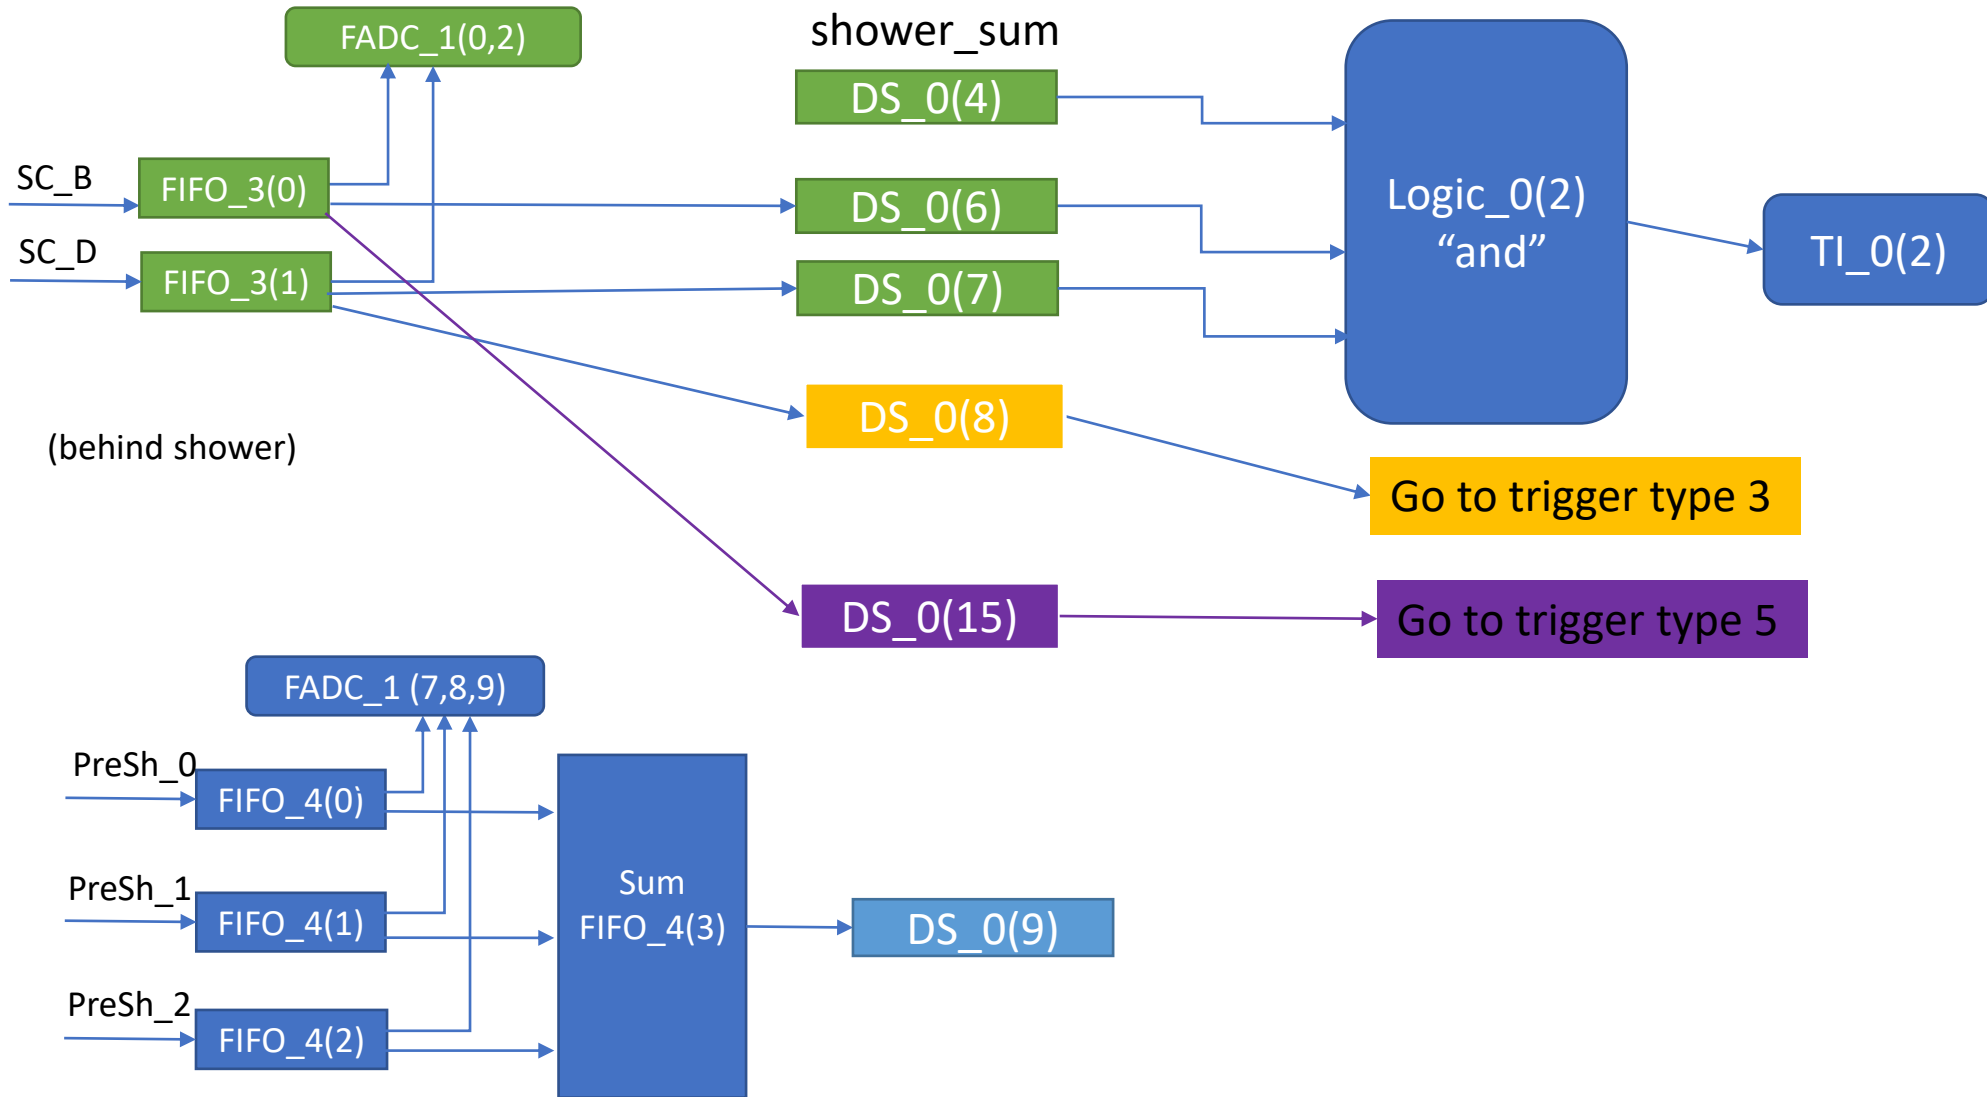 FADC_1(0,2)
shower_sum
DS_0(4)
SC_B
FIFO_3(0)
DS_0(6)
Logic_0(2)
“and”
TI_0(2)
SC_D
FIFO_3(1)
DS_0(7)
DS_0(8)
(behind shower)
Go to trigger type 3
DS_0(15)
Go to trigger type 5
FADC_1 (7,8,9)
PreSh_0
FIFO_4(0)
PreSh_1
FIFO_4(1)
Sum
FIFO_4(3)
DS_0(9)
PreSh_2
FIFO_4(2)